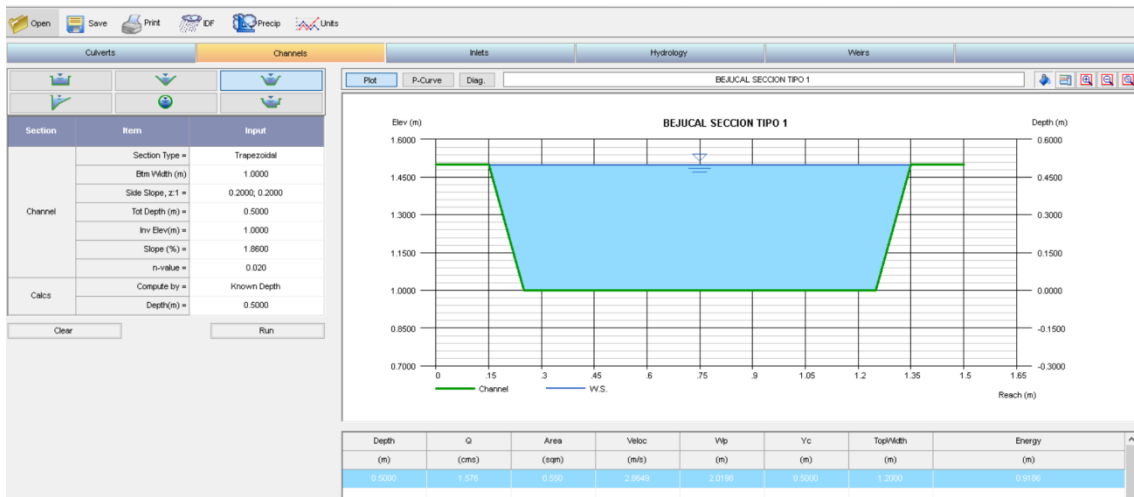 Open Save Print IDF Precip Units
Culverts Channels Inlets Hydrology Weirs
Plot P-Curve Diag. BEJUCAL SECCION TIPO 1
Section Item Input
Channel
Section Type = Trapezoidal
Btm Width (m) 1.0000
Side Slope, z:1 = 0.2000; 0.2000
Tot Depth (m) = 0.5000
Inv Elev(m) = 1.0000
Slope (%) = 1.8600
n-value = 0.020
Calcs
Compute by = Known Depth
Depth(m) = 0.5000
Clear Run
Elev (m) BEJUCAL SECCION TIPO 1 Depth (m)
1.6000 0.6000
1.4500 0.4500
1.3000 0.3000
1.1500 0.1500
1.0000 0.0000
0.8500 -0.1500
0.7000 -0.3000
0 .15 .3 .45 .6 .75 .9 1.05 1.2 1.35 1.5 1.65
Channel W.S. Reach (m)
Depth Q Area Veloc Wp Yc TopWidth Energy
(m) (cms) (sqm) (m/s) (m) (m) (m) (m)
0.5000 1.576 0.550 2.8649 2.0198 0.5000 1.2000 0.9186